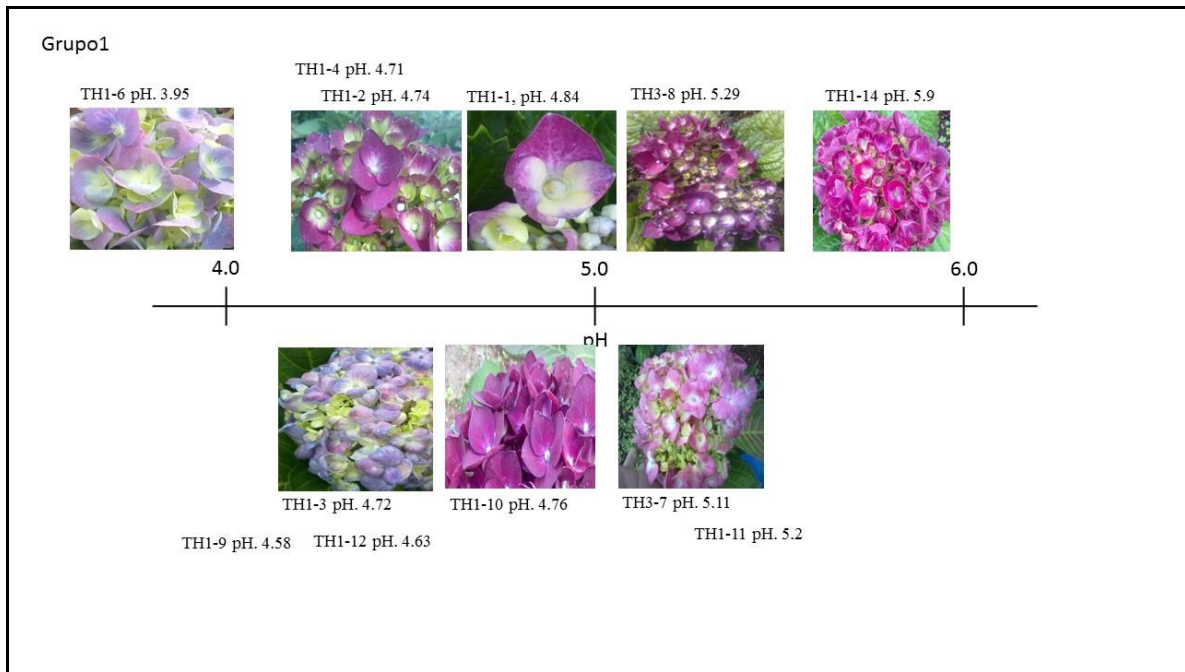 Grupo1
TH1-4 pH. 4.71
TH1-6 pH. 3.95
TH1-2 pH. 4.74
TH1-1, pH. 4.84
TH3-8 pH. 5.29
TH1-14 pH. 5.9
4.0
5.0
6.0
pH
TH1-3 pH. 4.72
TH1-10 pH. 4.76
TH3-7 pH. 5.11
TH1-11 pH. 5.2
TH1-9 pH. 4.58
TH1-12 pH. 4.63